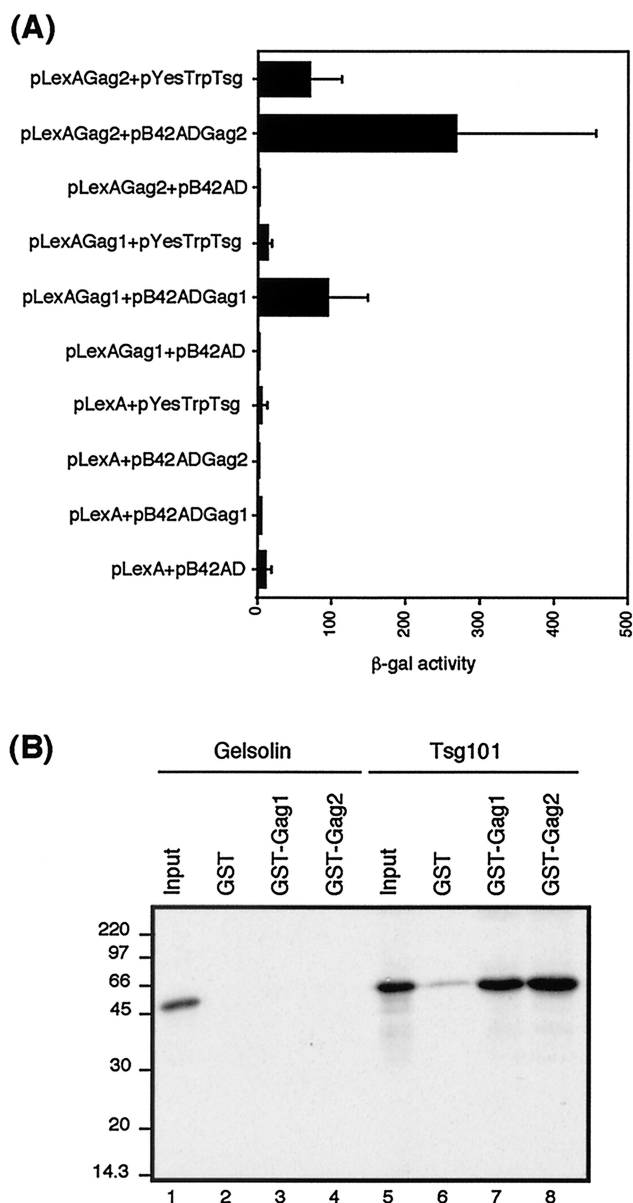 (A)
pLexAGag2+pYesTrpTsg
pLexAGag2+pB42ADGag2
pLexAGag2+pB42AD
pLexAGag1+pYesTrpTsg
pLexAGag1+pB42ADGag1
pLexAGag1+pB42AD
pLexA+pYesTrpTsg
pLexA+pB42ADGag2
pLexA+pB42ADGag1
pLexA+pB42AD
0 100 200 300 400 500
β-gal activity
(B)
Gelsolin Tsg101
Input GST GST-Gag1 GST-Gag2 Input GST GST-Gag1 GST-Gag2
220
97
66
45
30
20
14.3
1 2 3 4 5 6 7 8